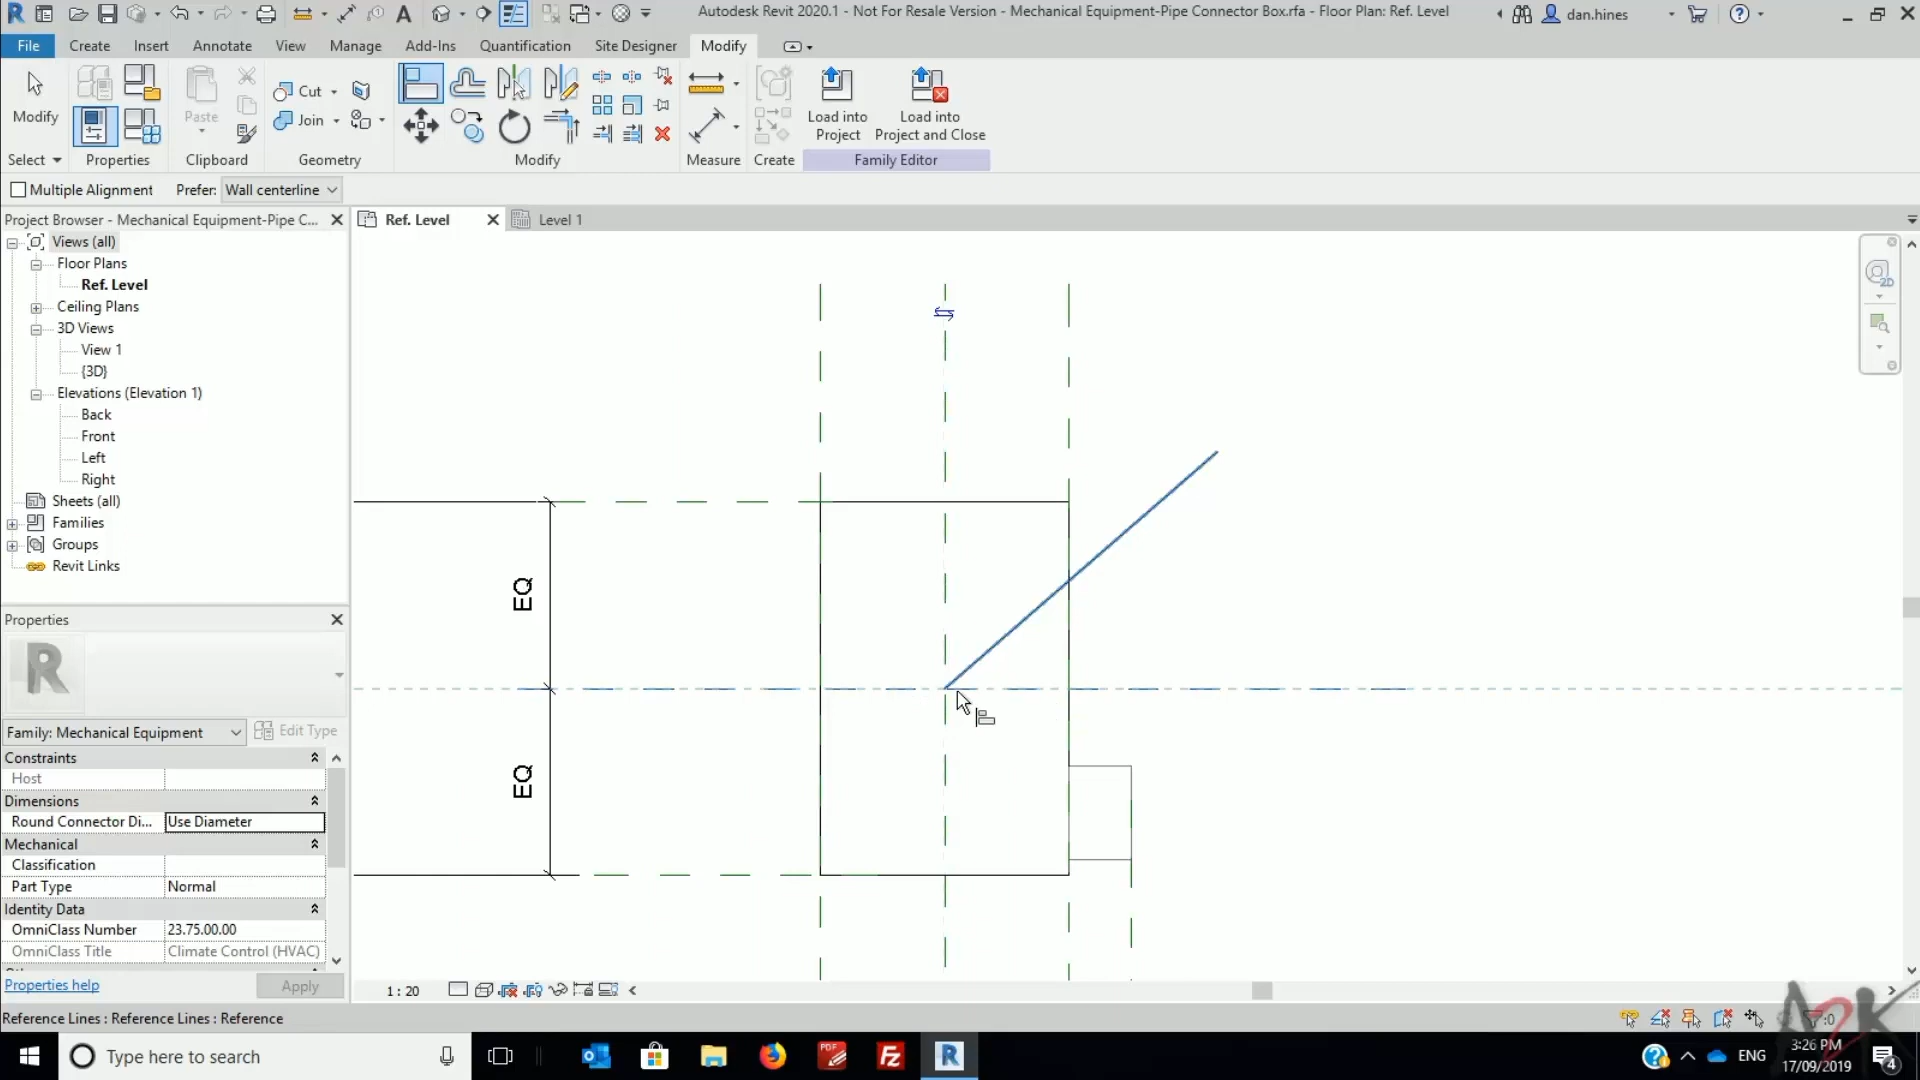 Autodesk Revit 2020.1 - Not For Resale Version - Mechanical Equipment-Pipe Connector Box.rfa - Floor Plan: Ref. Level
dan.hines
File Create Insert Annotate View Manage Add-Ins Quantification Site Designer Modify
Modify
Paste
Cut
Join
Load into Project
Load into Project and Close
Select Properties Clipboard Geometry Modify Measure Create Family Editor
Multiple Alignment Prefer: Wall centerline
Project Browser - Mechanical Equipment-Pipe C...
Ref. Level
Level 1
Views (all)
Floor Plans
Ref. Level
Ceiling Plans
3D Views
View 1
{3D}
Elevations (Elevation 1)
Back
Front
Left
Right
Sheets (all)
Families
Groups
Revit Links
2D
EQ
EQ
Properties
R
Family: Mechanical Equipment
Edit Type
Constraints
Host
Dimensions
Round Connector Di... Use Diameter
Mechanical
Classification
Part Type Normal
Identity Data
OmniClass Number 23.75.00.00
OmniClass Title Climate Control (HVAC)
Properties help
Apply
1 : 20
Reference Lines : Reference Lines : Reference
:0
A2K
Type here to search
PDF
Fz
R
ENG
3:26 PM
17/09/2019
4